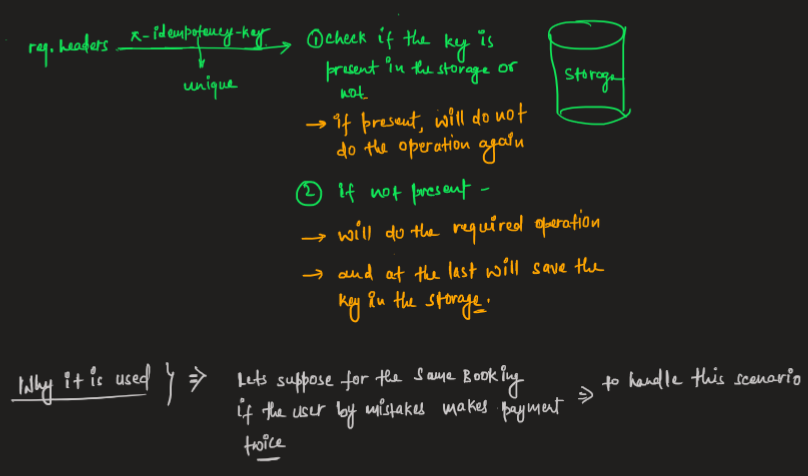 req. headers
x-idempotency-key
unique
① check if the key is
present in the storage or
not
→ if present, will do not
do the operation again
Storage
② if not present -
→ will do the required operation
→ and at the last will save the
key in the storage.
Why it is used } ⇒
Lets suppose for the same Booking
if the user by mistakes makes payment
twice
⇒ to handle this scenario